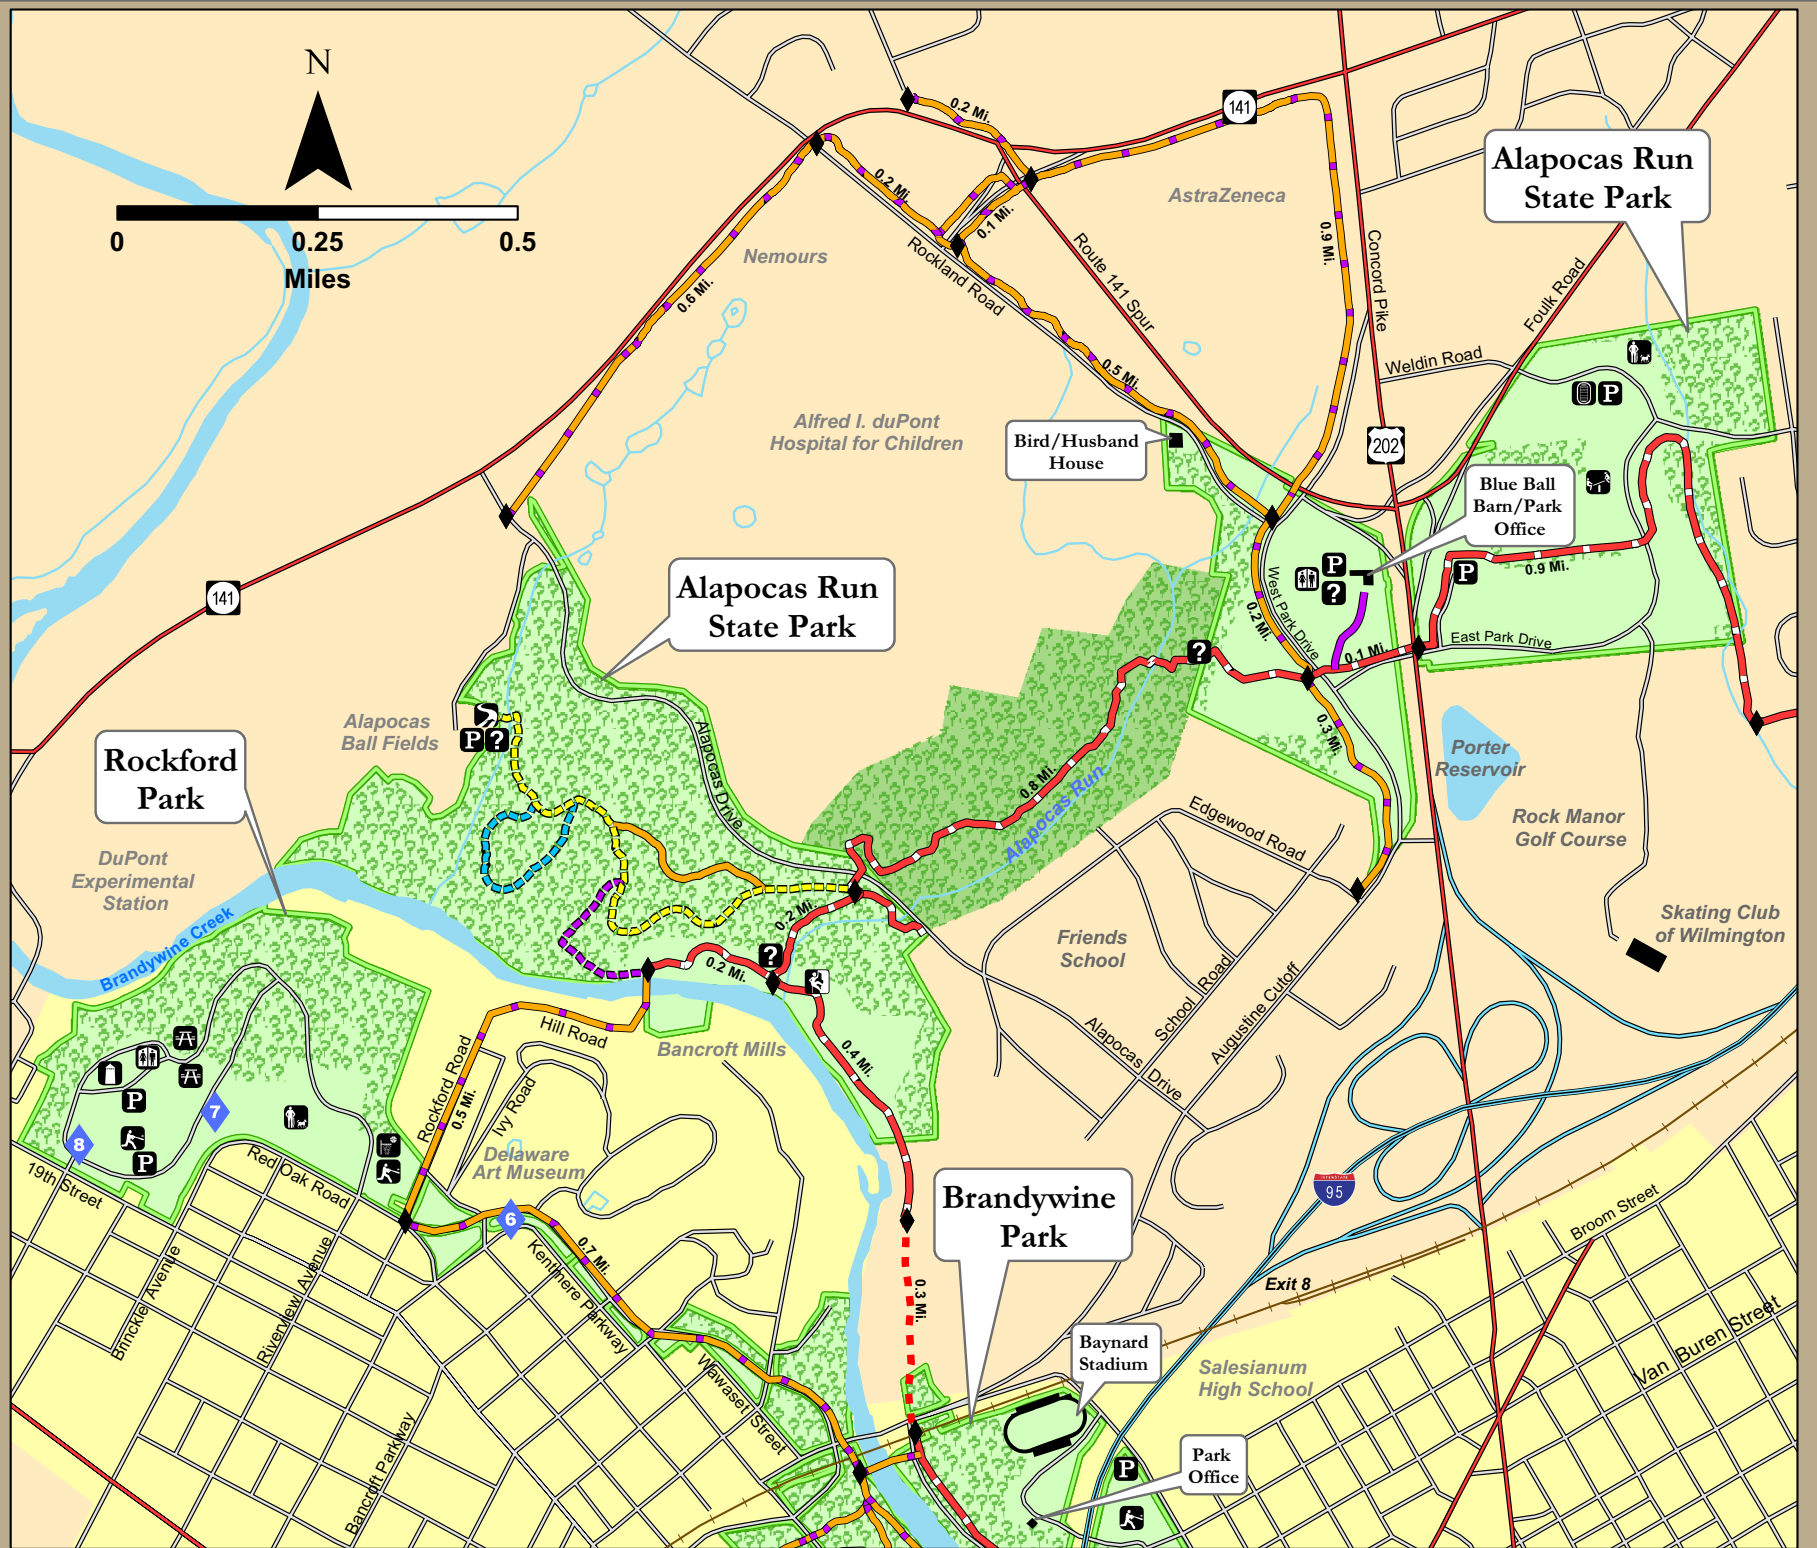 N
0
0.25
0.5
Miles
0.2 Mi.
141
0.2 Mi.
0.1 Mi.
AstraZeneca
Alapocas Run
State Park
Nemours
Rockland Road
Route 141 Spur
0.9 Mi.
Concord Pike
Foulk Road
0.6 Mi.
Weldin Road
0.5 Mi.
P
Alfred I. duPont
Hospital for Children
Bird/Husband
House
202
Blue Ball
Barn/Park
Office
141
Alapocas Run
State Park
P
?
P
0.9 Mi.
West Park Drive
0.2 Mi.
East Park Drive
0.1 Mi.
?
Alapocas
Ball Fields
P
?
Alapocas Drive
0.3 Mi.
Porter
Reservoir
Rockford
Park
0.8 Mi.
Alapocas Run
Edgewood Road
Rock Manor
Golf Course
DuPont
Experimental
Station
Brandywine Creek
0.2 Mi.
?
0.2 Mi.
Friends
School
Skating Club
of Wilmington
School Road
Augustine Cutoff
Alapocas Drive
Hill Road
Bancroft Mills
0.4 Mi.
Rockford Road
0.5 Mi.
Ivy Road
P
7
8
P
19th Street
Red Oak Road
Delaware
Art Museum
6
0.7 Mi.
Kentmere Parkway
Brandywine
Park
INTERSTATE
95
Broom Street
Exit 8
0.3 Mi.
Brinckle Avenue
Riverview Avenue
Bancroft Parkway
Wawaset Street
Baynard
Stadium
Salesianum
High School
Van Buren Street
Park
Office
P